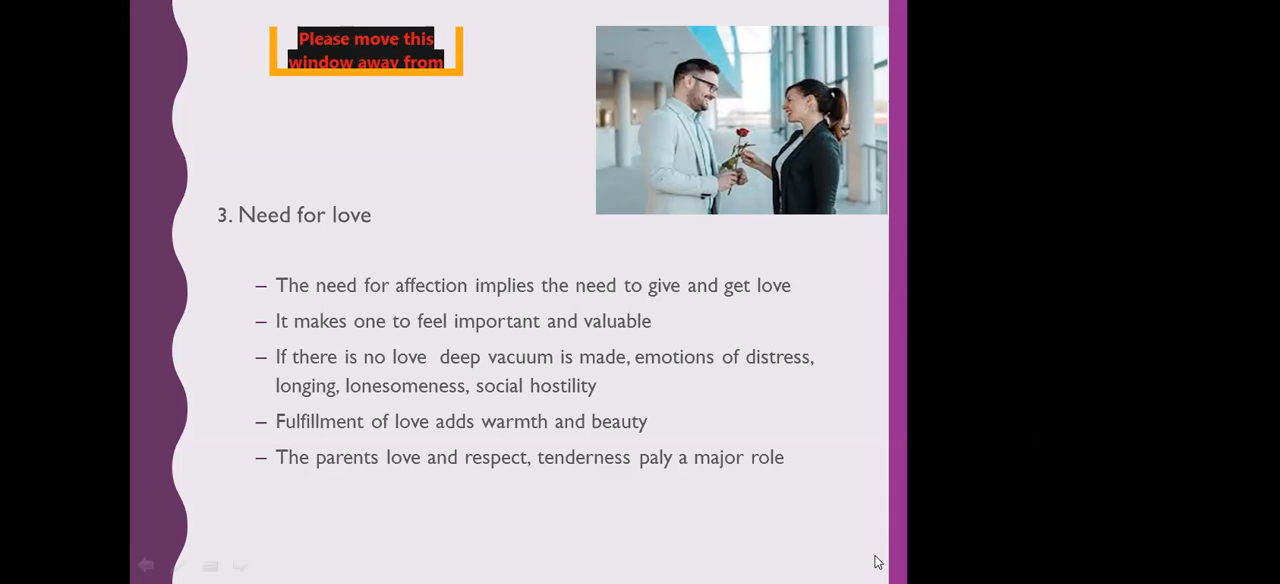 Please move this
window away from
3. Need for love
– The need for affection implies the need to give and get love
– It makes one to feel important and valuable
– If there is no love deep vacuum is made, emotions of distress,
longing, lonesomeness, social hostility
– Fulfillment of love adds warmth and beauty
– The parents love and respect, tenderness paly a major role